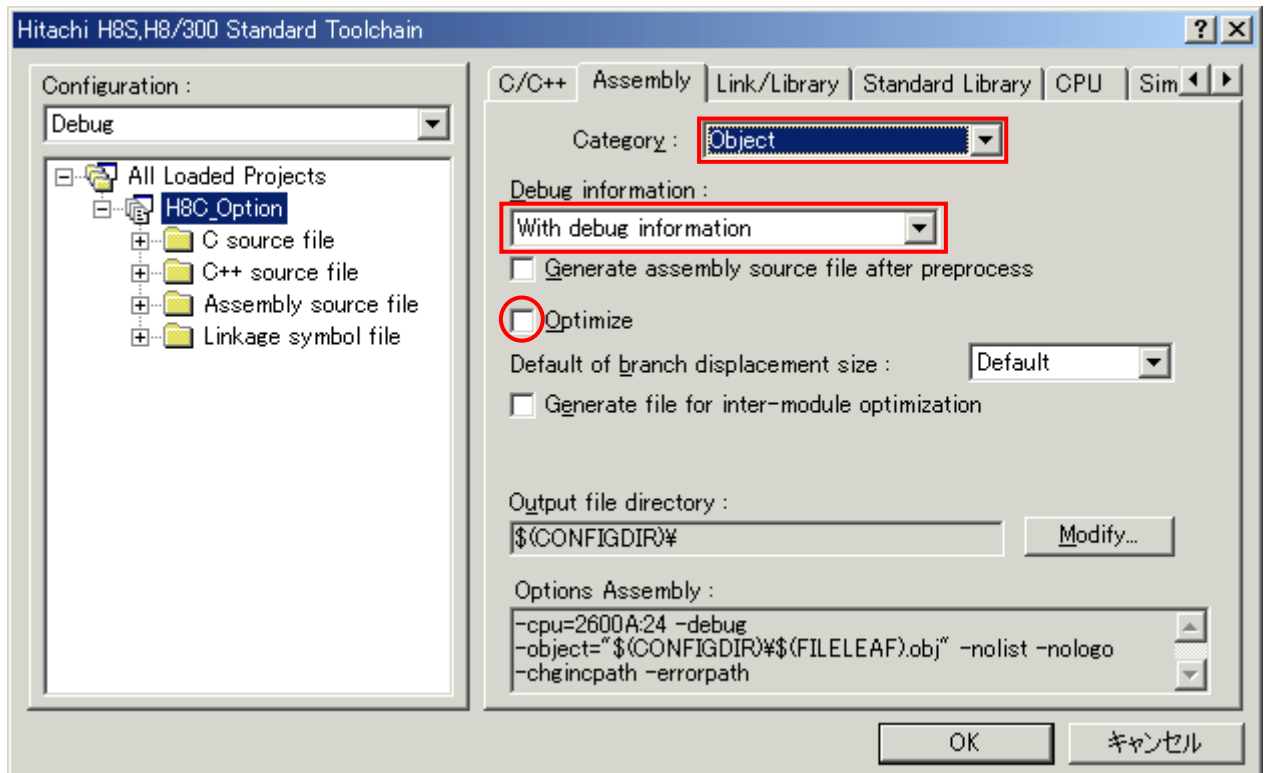 Hitachi H8S,H8/300 Standard Toolchain
Configuration :
Debug
All Loaded Projects
H8C_Option
C source file
C++ source file
Assembly source file
Linkage symbol file
C/C++ Assembly Link/Library Standard Library CPU Sim
Category : Object
Debug information :
With debug information
Generate assembly source file after preprocess
Optimize
Default of branch displacement size : Default
Generate file for inter-module optimization
Output file directory :
$(CONFIGDIR)¥
Modify...
Options Assembly :
-cpu=2600A:24 -debug
-object="$(CONFIGDIR)¥$(FILELEAF).obj" -nolist -nologo
-chgincpath -errorpath
OK キャンセル